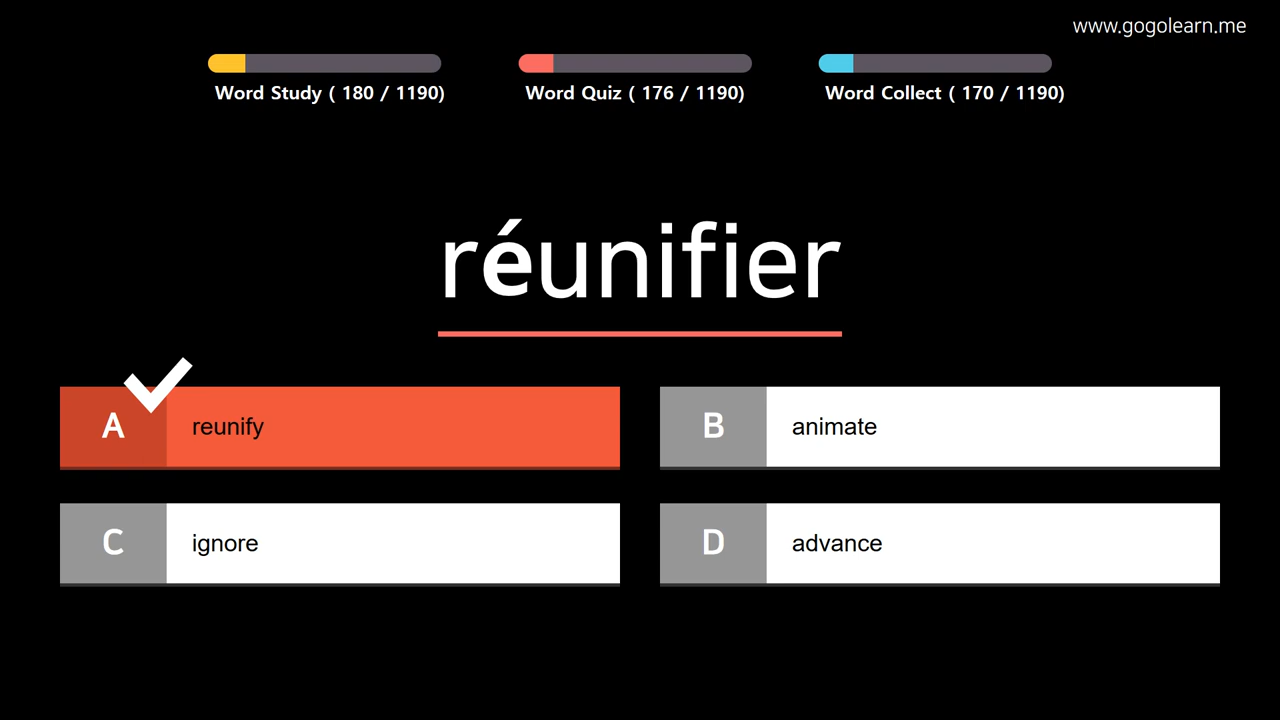 www.gogolearn.me
Word Study ( 180 / 1190)
Word Quiz ( 176 / 1190)
Word Collect ( 170 / 1190)
réunifier
A reunify
B animate
C ignore
D advance